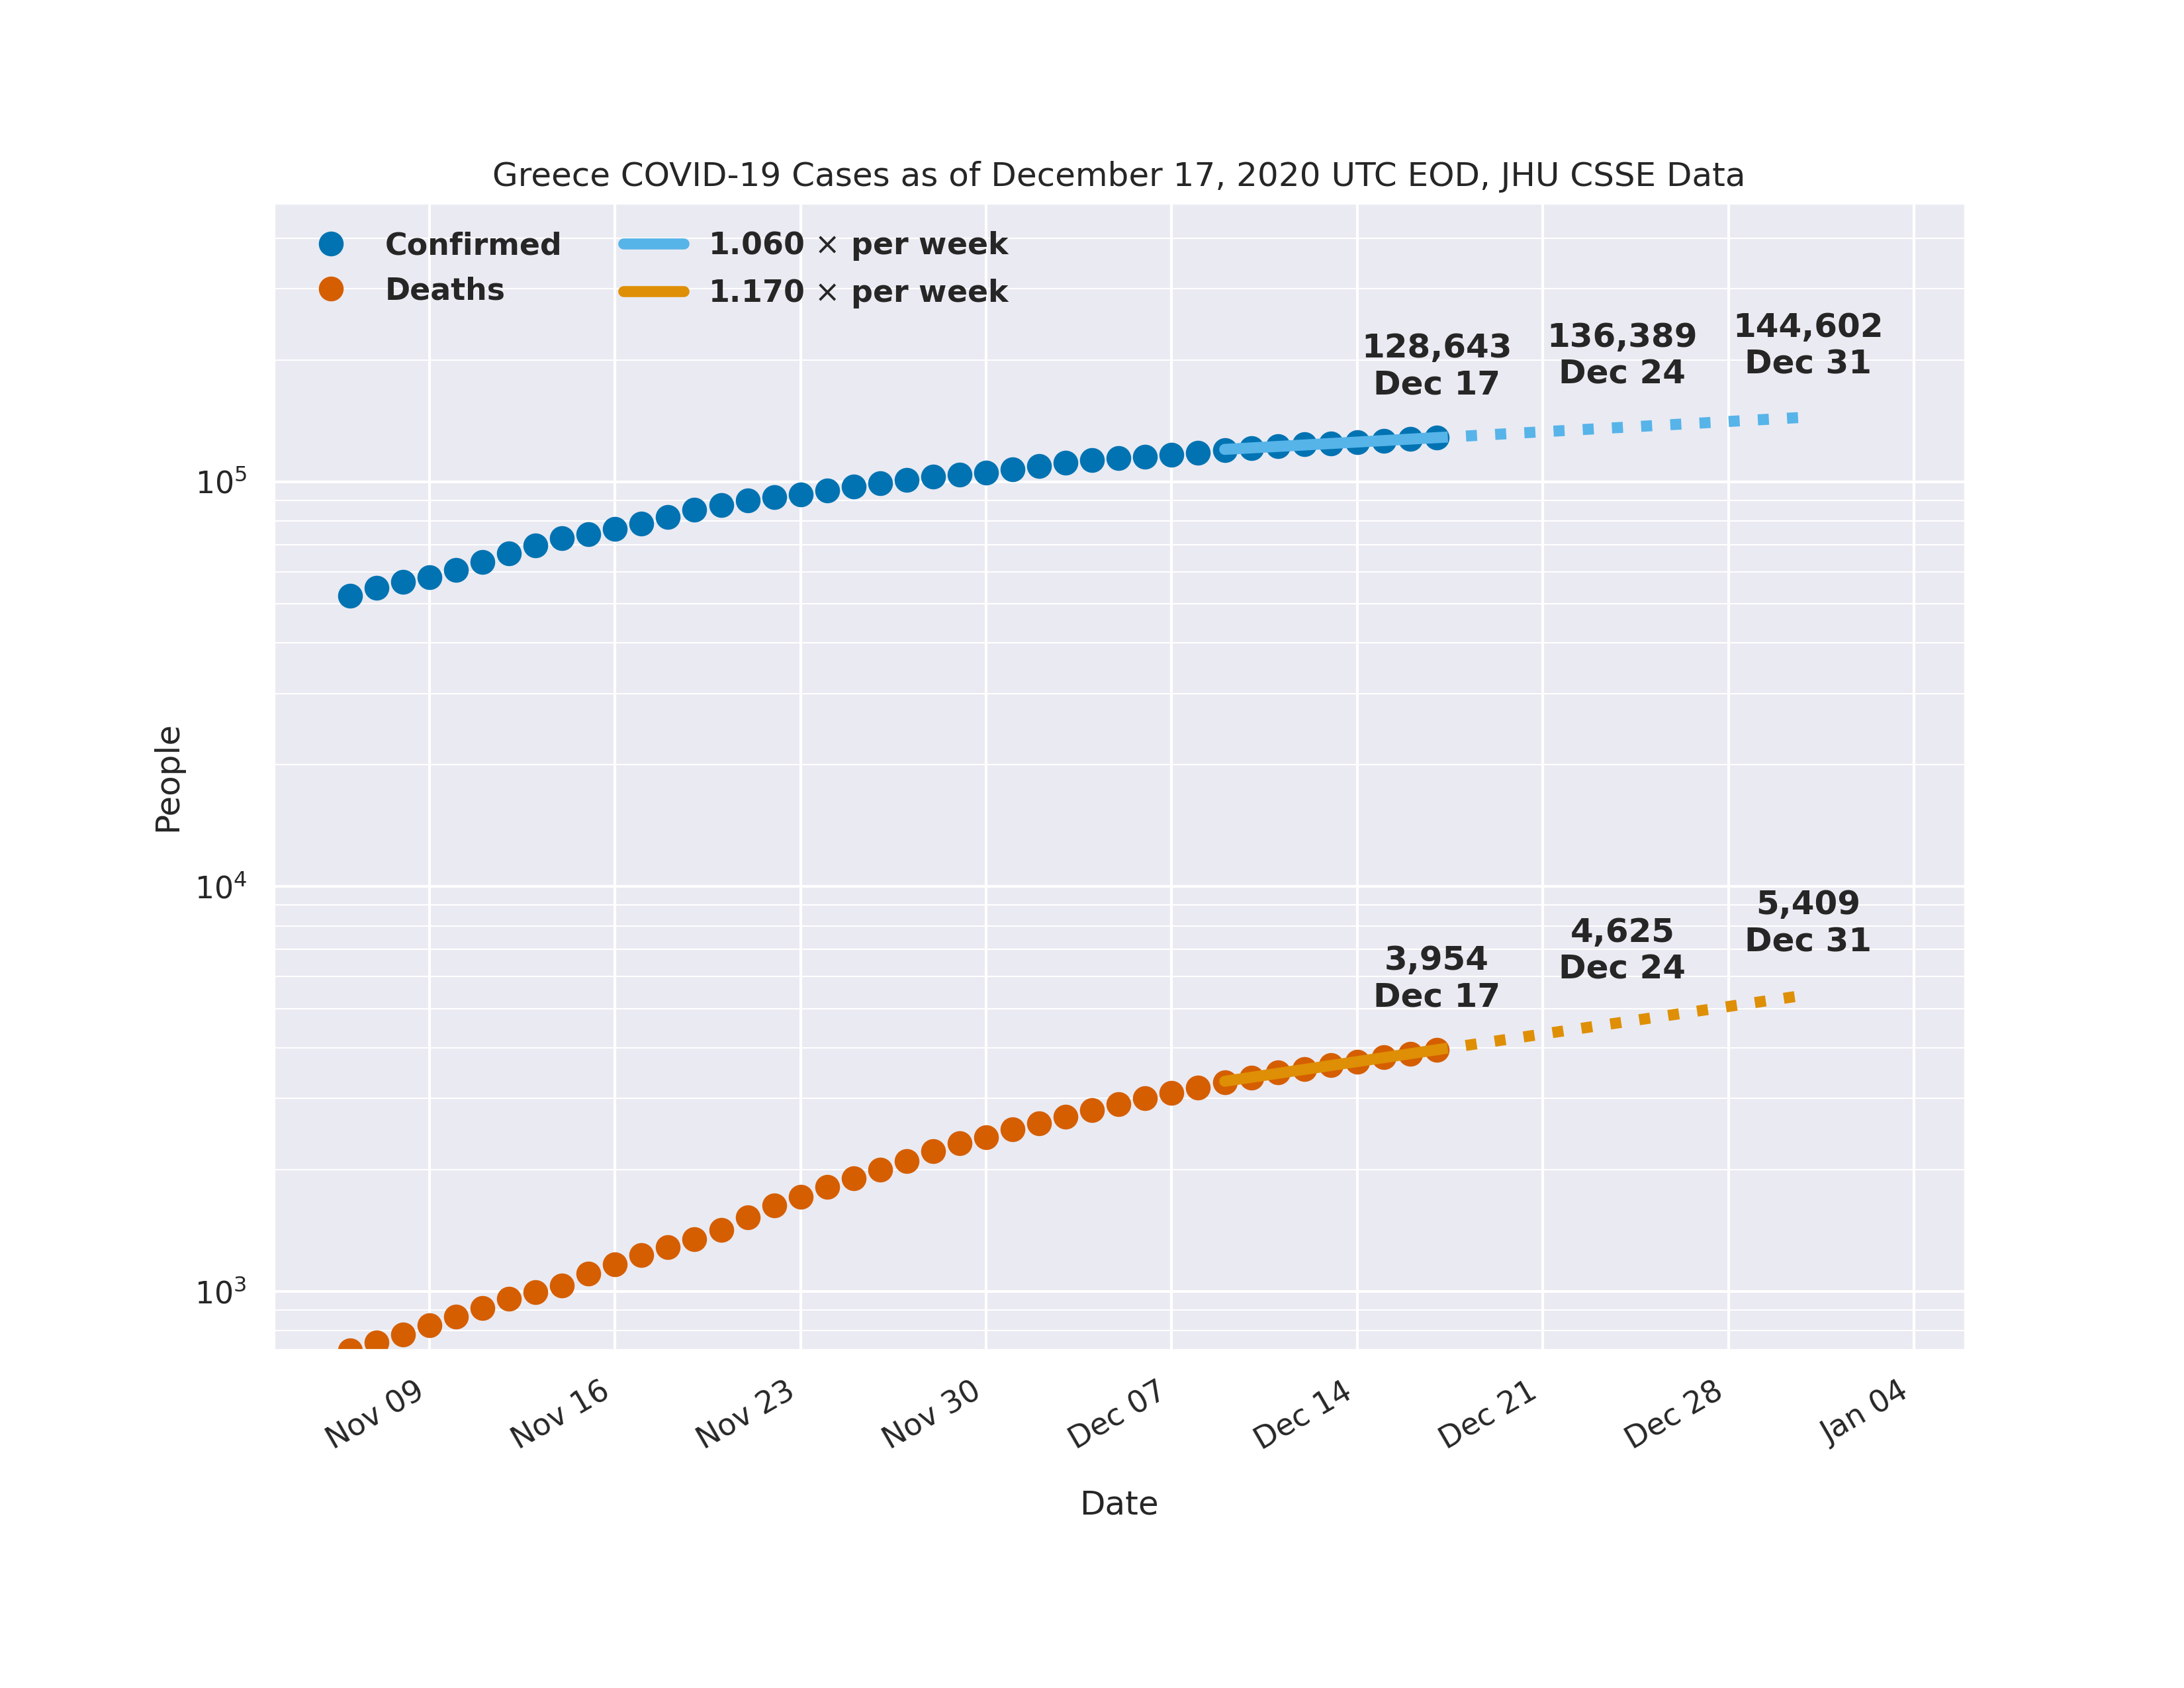 Greece COVID-19 Cases as of December 17, 2020 UTC EOD, JHU CSSE Data
Confirmed
Deaths
1.060 × per week
1.170 × per week
128,643
Dec 17
136,389
Dec 24
144,602
Dec 31
3,954
Dec 17
4,625
Dec 24
5,409
Dec 31
People
10⁵
10⁴
10³
Nov 09
Nov 16
Nov 23
Nov 30
Dec 07
Dec 14
Dec 21
Dec 28
Jan 04
Date